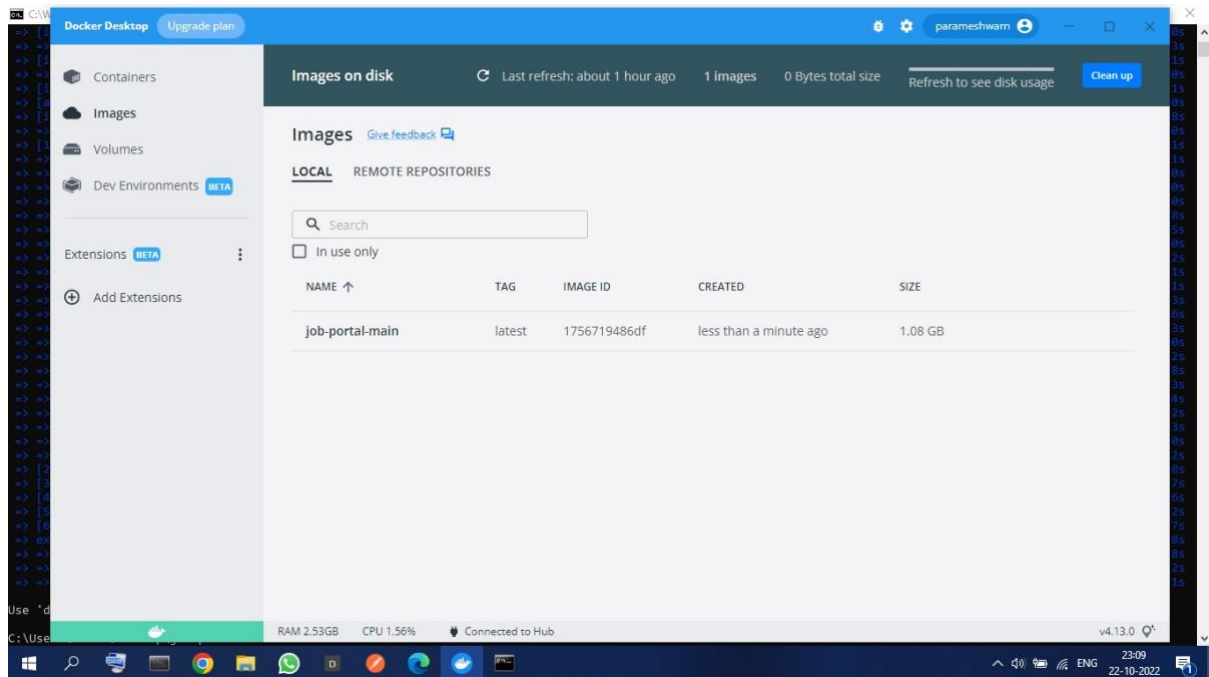 C:\W
Docker Desktop Upgrade plan parameshwarn
Containers
Images
Volumes
Dev Environments BETA
Extensions BETA
Add Extensions
Images on disk Last refresh: about 1 hour ago 1 images 0 Bytes total size Refresh to see disk usage Clean up
Images Give feedback
LOCAL REMOTE REPOSITORIES
Search
In use only
NAME TAG IMAGE ID CREATED SIZE
job-portal-main latest 1756719486df less than a minute ago 1.08 GB
Use 'd
C:\Use
RAM 2.53GB CPU 1.56% Connected to Hub v4.13.0
ENG 23:09
22-10-2022